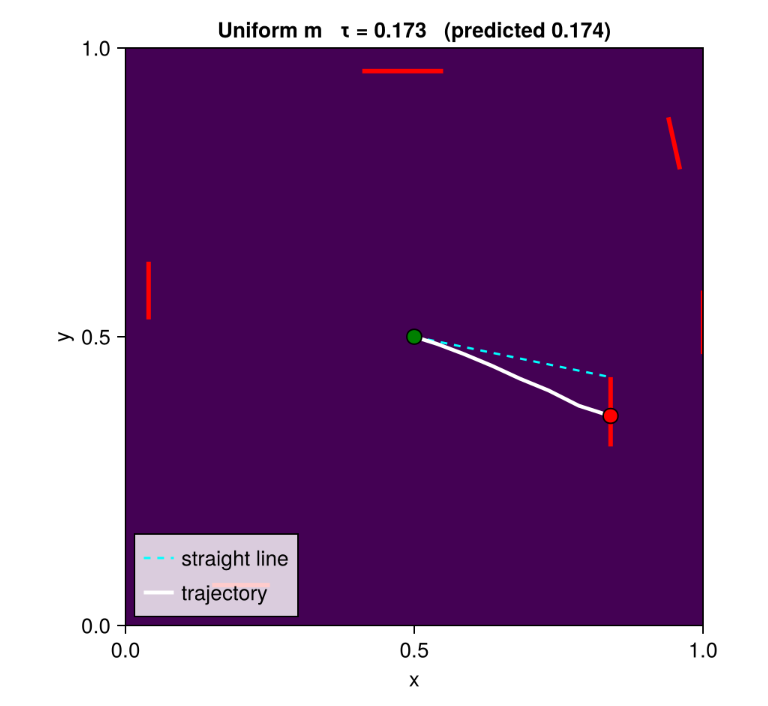 Uniform m τ = 0.173 (predicted 0.174)
1.0
y
0.5
straight line
trajectory
0.0
0.0 0.5 1.0
x